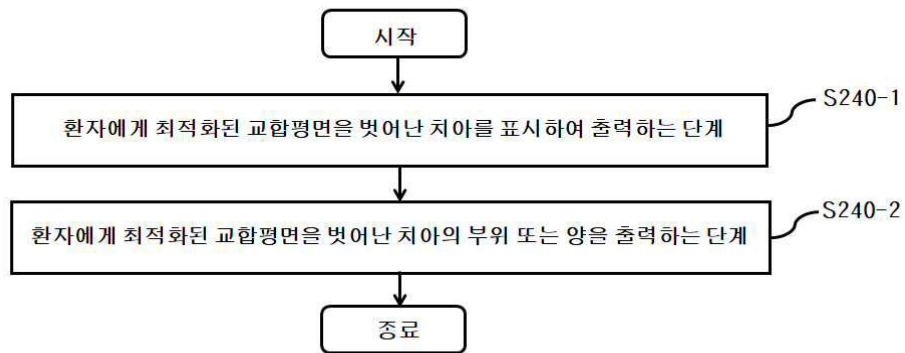 시작
S240-1
환자에게 최적화된 교합평면을 벗어난 치아를 표시하여 출력하는 단계
S240-2
환자에게 최적화된 교합평면을 벗어난 치아의 부위 또는 양을 출력하는 단계
종료